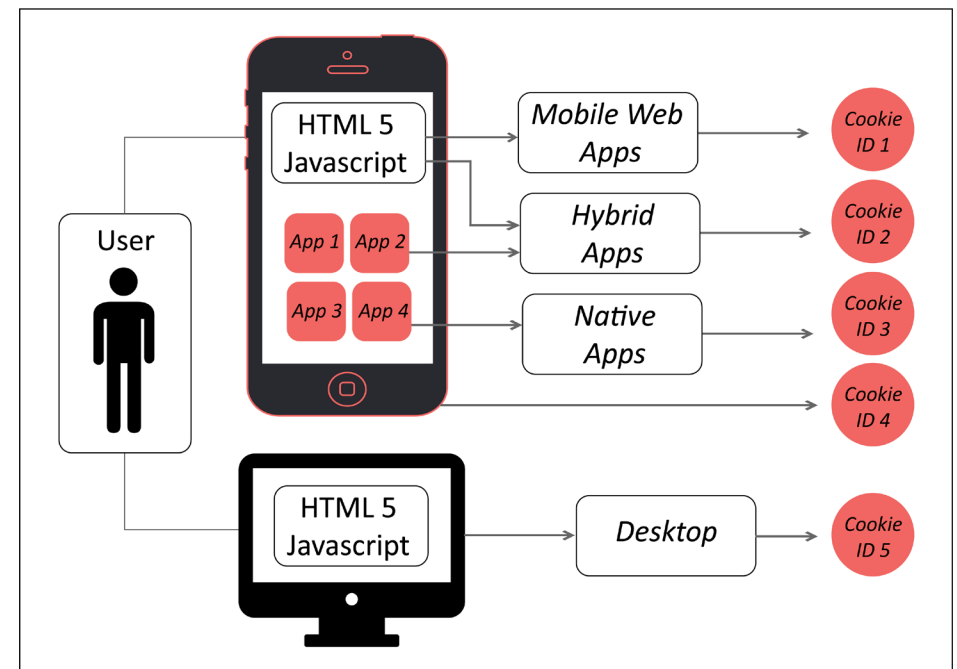 User
HTML 5
Javascript
App 1
App 2
App 3
App 4
Mobile Web
Apps
Hybrid
Apps
Native
Apps
Cookie
ID 1
Cookie
ID 2
Cookie
ID 3
Cookie
ID 4
HTML 5
Javascript
Desktop
Cookie
ID 5